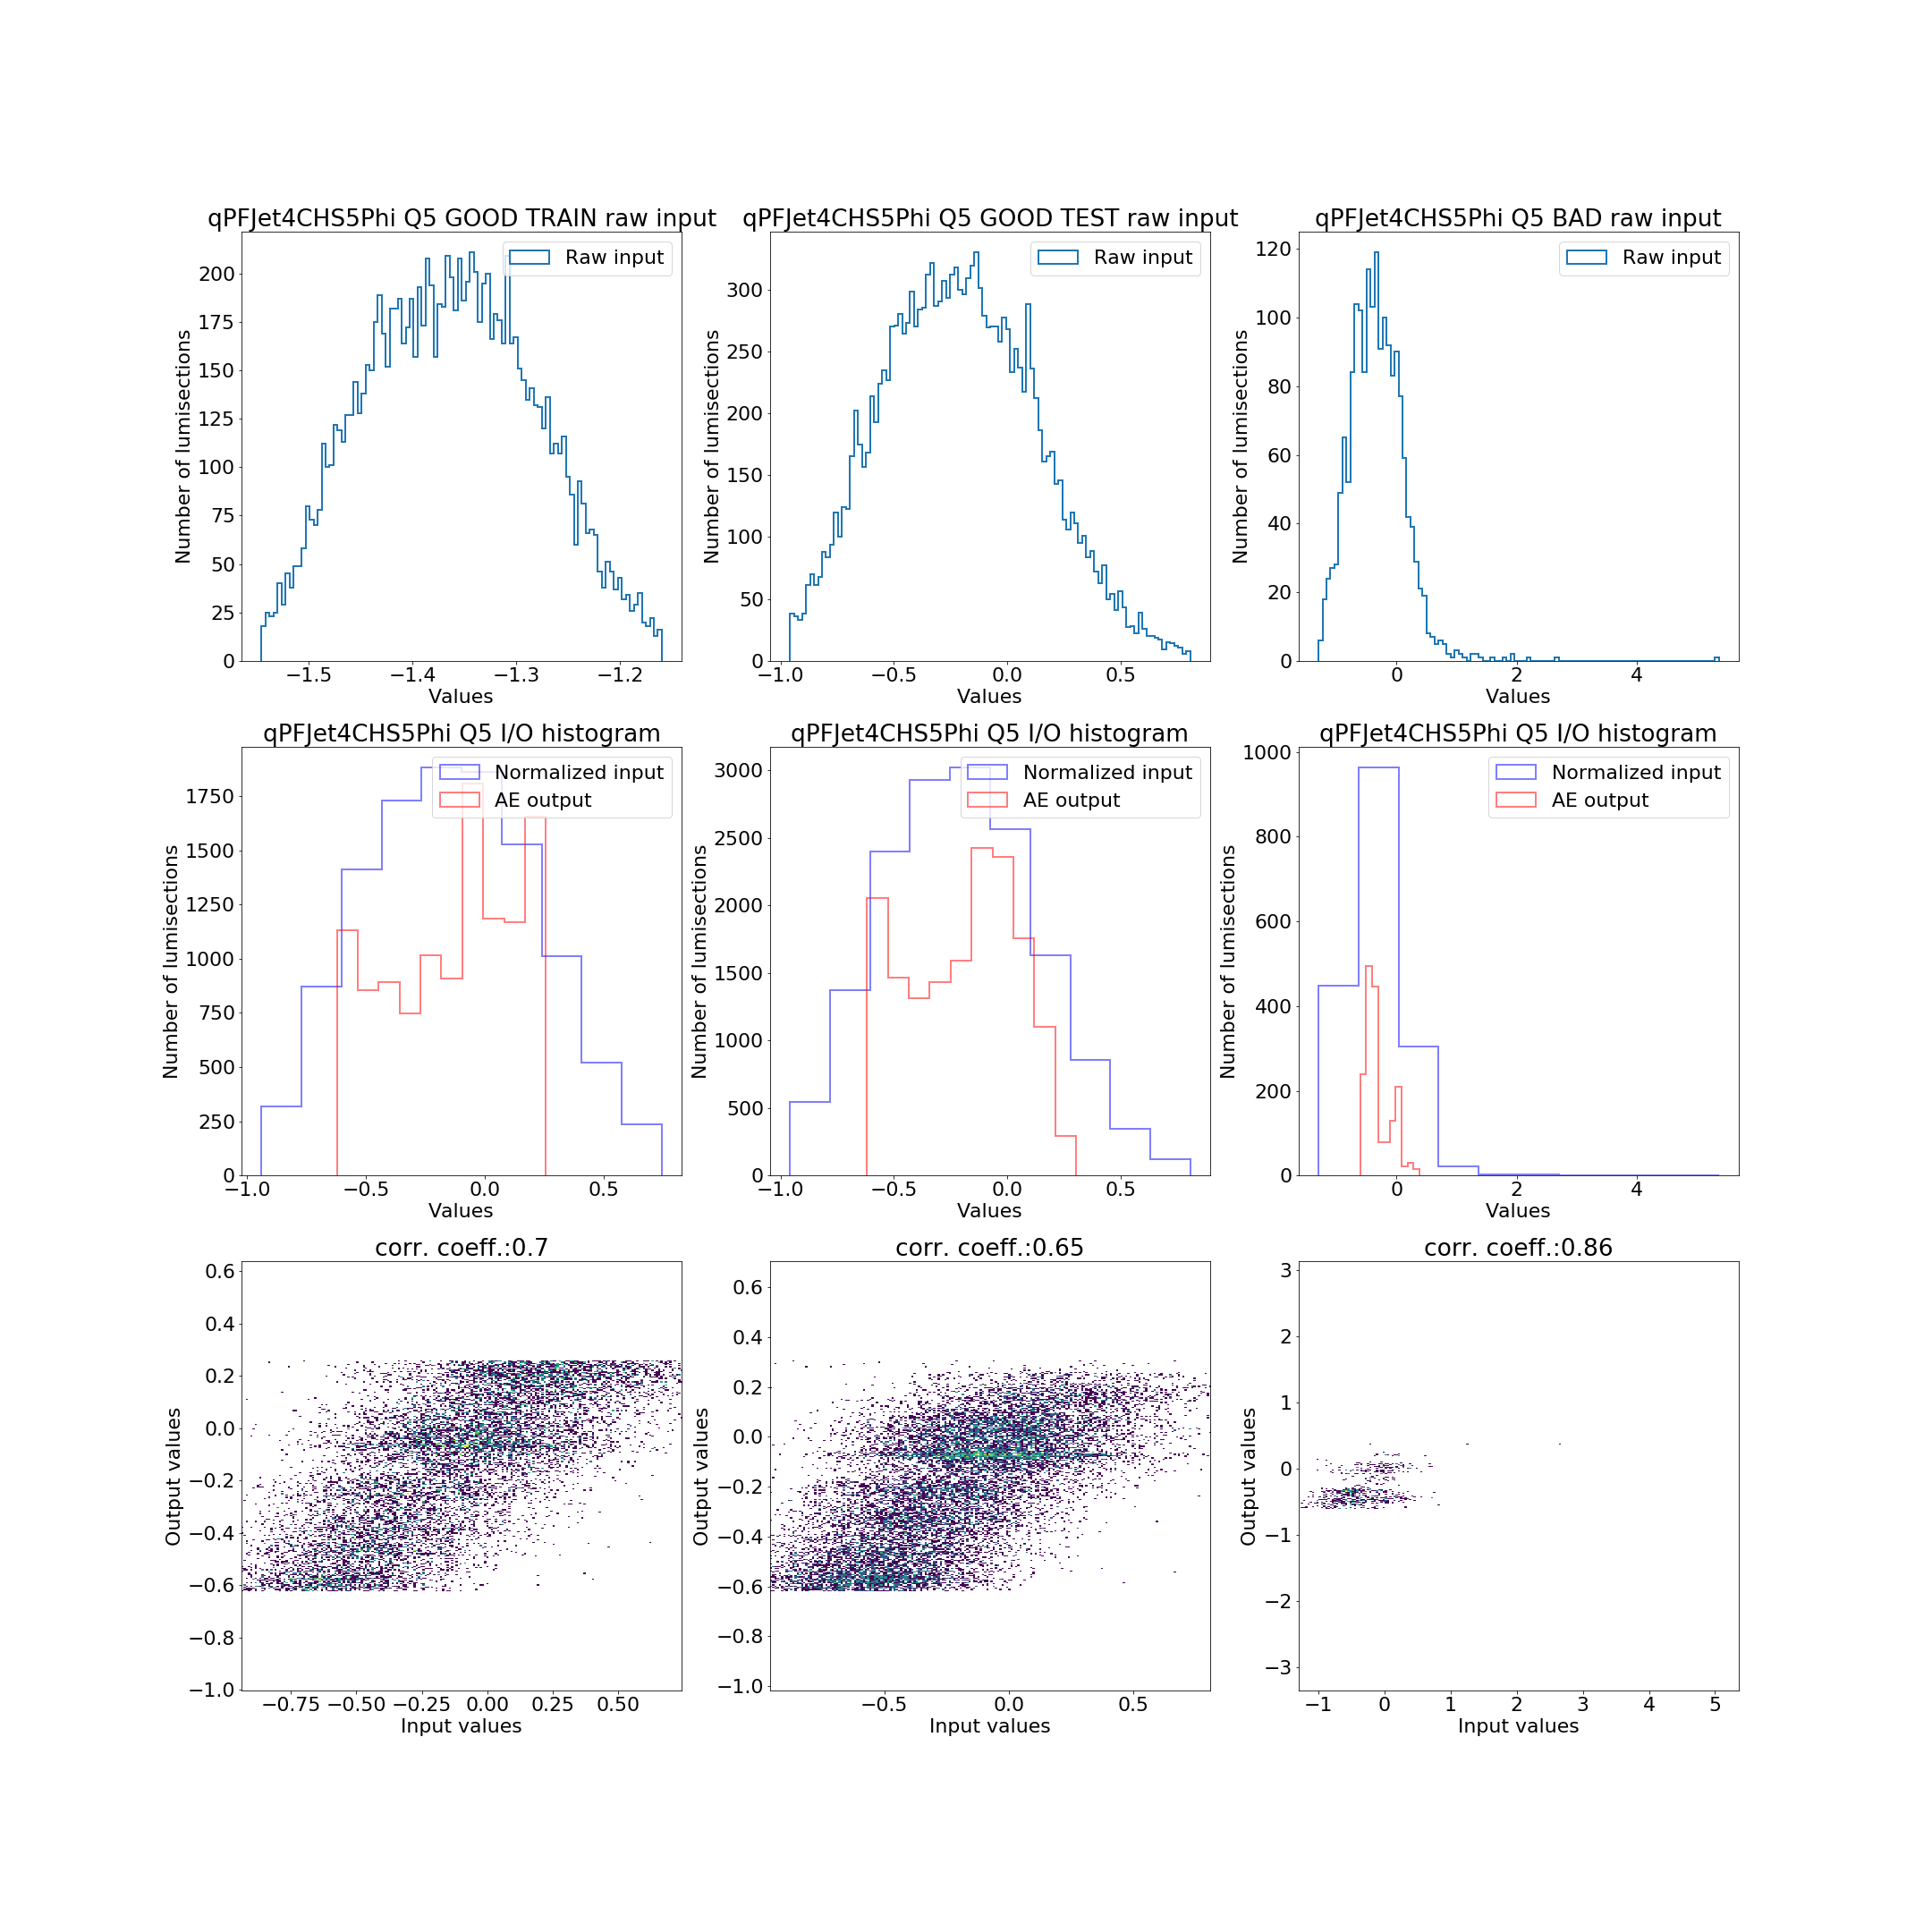 qPFJet4CHS5Phi Q5 GOOD TRAIN raw input
Number of lumisections
200
175
150
125
100
75
50
25
0
Raw input
−1.5 −1.4 −1.3 −1.2
Values
qPFJet4CHS5Phi Q5 GOOD TEST raw input
Number of lumisections
300
250
200
150
100
50
0
Raw input
−1.0 −0.5 0.0 0.5
Values
qPFJet4CHS5Phi Q5 BAD raw input
Number of lumisections
120
100
80
60
40
20
0
Raw input
0 2 4
Values
qPFJet4CHS5Phi Q5 I/O histogram
Number of lumisections
1750
1500
1250
1000
750
500
250
0
Normalized input
AE output
−1.0 −0.5 0.0 0.5
Values
qPFJet4CHS5Phi Q5 I/O histogram
Number of lumisections
3000
2500
2000
1500
1000
500
0
Normalized input
AE output
−1.0 −0.5 0.0 0.5
Values
qPFJet4CHS5Phi Q5 I/O histogram
Number of lumisections
1000
800
600
400
200
0
Normalized input
AE output
0 2 4
Values
corr. coeff.:0.7
Output values
0.6
0.4
0.2
0.0
−0.2
−0.4
−0.6
−0.8
−1.0
−0.75 −0.50 −0.25 0.00 0.25 0.50
Input values
corr. coeff.:0.65
Output values
0.6
0.4
0.2
0.0
−0.2
−0.4
−0.6
−0.8
−1.0
−0.5 0.0 0.5
Input values
corr. coeff.:0.86
Output values
3
2
1
0
−1
−2
−3
−1 0 1 2 3 4 5
Input values